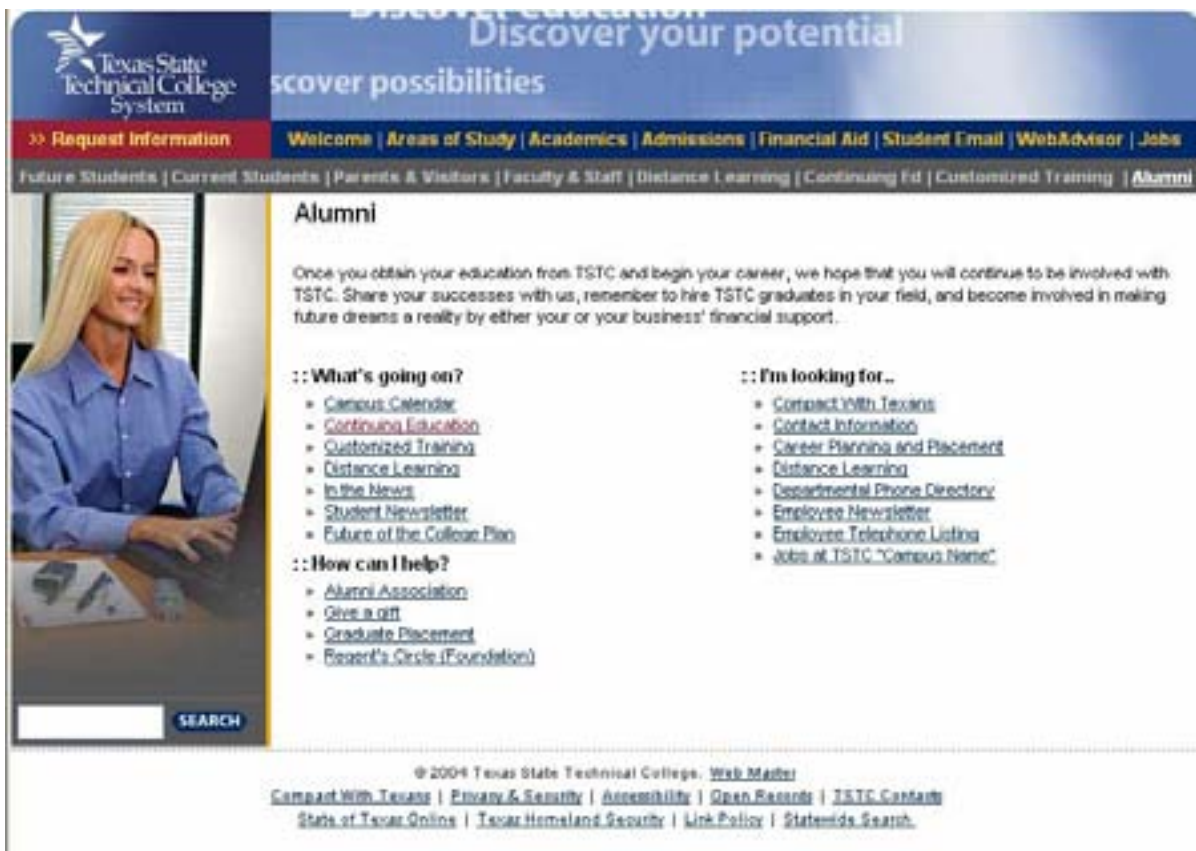 Discover education
Discover your potential
scover possibilities
Texas State
Technical College
System
>> Request Information
Welcome | Areas of Study | Academics | Admissions | Financial Aid | Student Email | WebAdvisor | Jobs
Future Students | Current Students | Parents & Visitors | Faculty & Staff | Distance Learning | Continuing Ed | Customized Training | Alumni
Alumni
Once you obtain your education from TSTC and begin your career, we hope that you will continue to be involved with
TSTC. Share your successes with us, remember to hire TSTC graduates in your field, and become involved in making
future dreams a reality by either your or your business' financial support.
:: What's going on?
» Campus Calendar
» Continuing Education
» Customized Training
» Distance Learning
» In the News
» Student Newsletter
» Future of the College Plan
:: How can I help?
» Alumni Association
» Give a gift
» Graduate Placement
» Regent's Circle (Foundation)
:: I'm looking for..
» Compact With Texans
» Contact Information
» Career Planning and Placement
» Distance Learning
» Departmental Phone Directory
» Employee Newsletter
» Employee Telephone Listing
» Jobs at TSTC "Campus Name"
SEARCH
© 2004 Texas State Technical College. Web Master
Compact With Texans | Privacy & Security | Accessibility | Open Records | TSTC Contacts
State of Texas Online | Texas Homeland Security | Link Policy | Statewide Search.